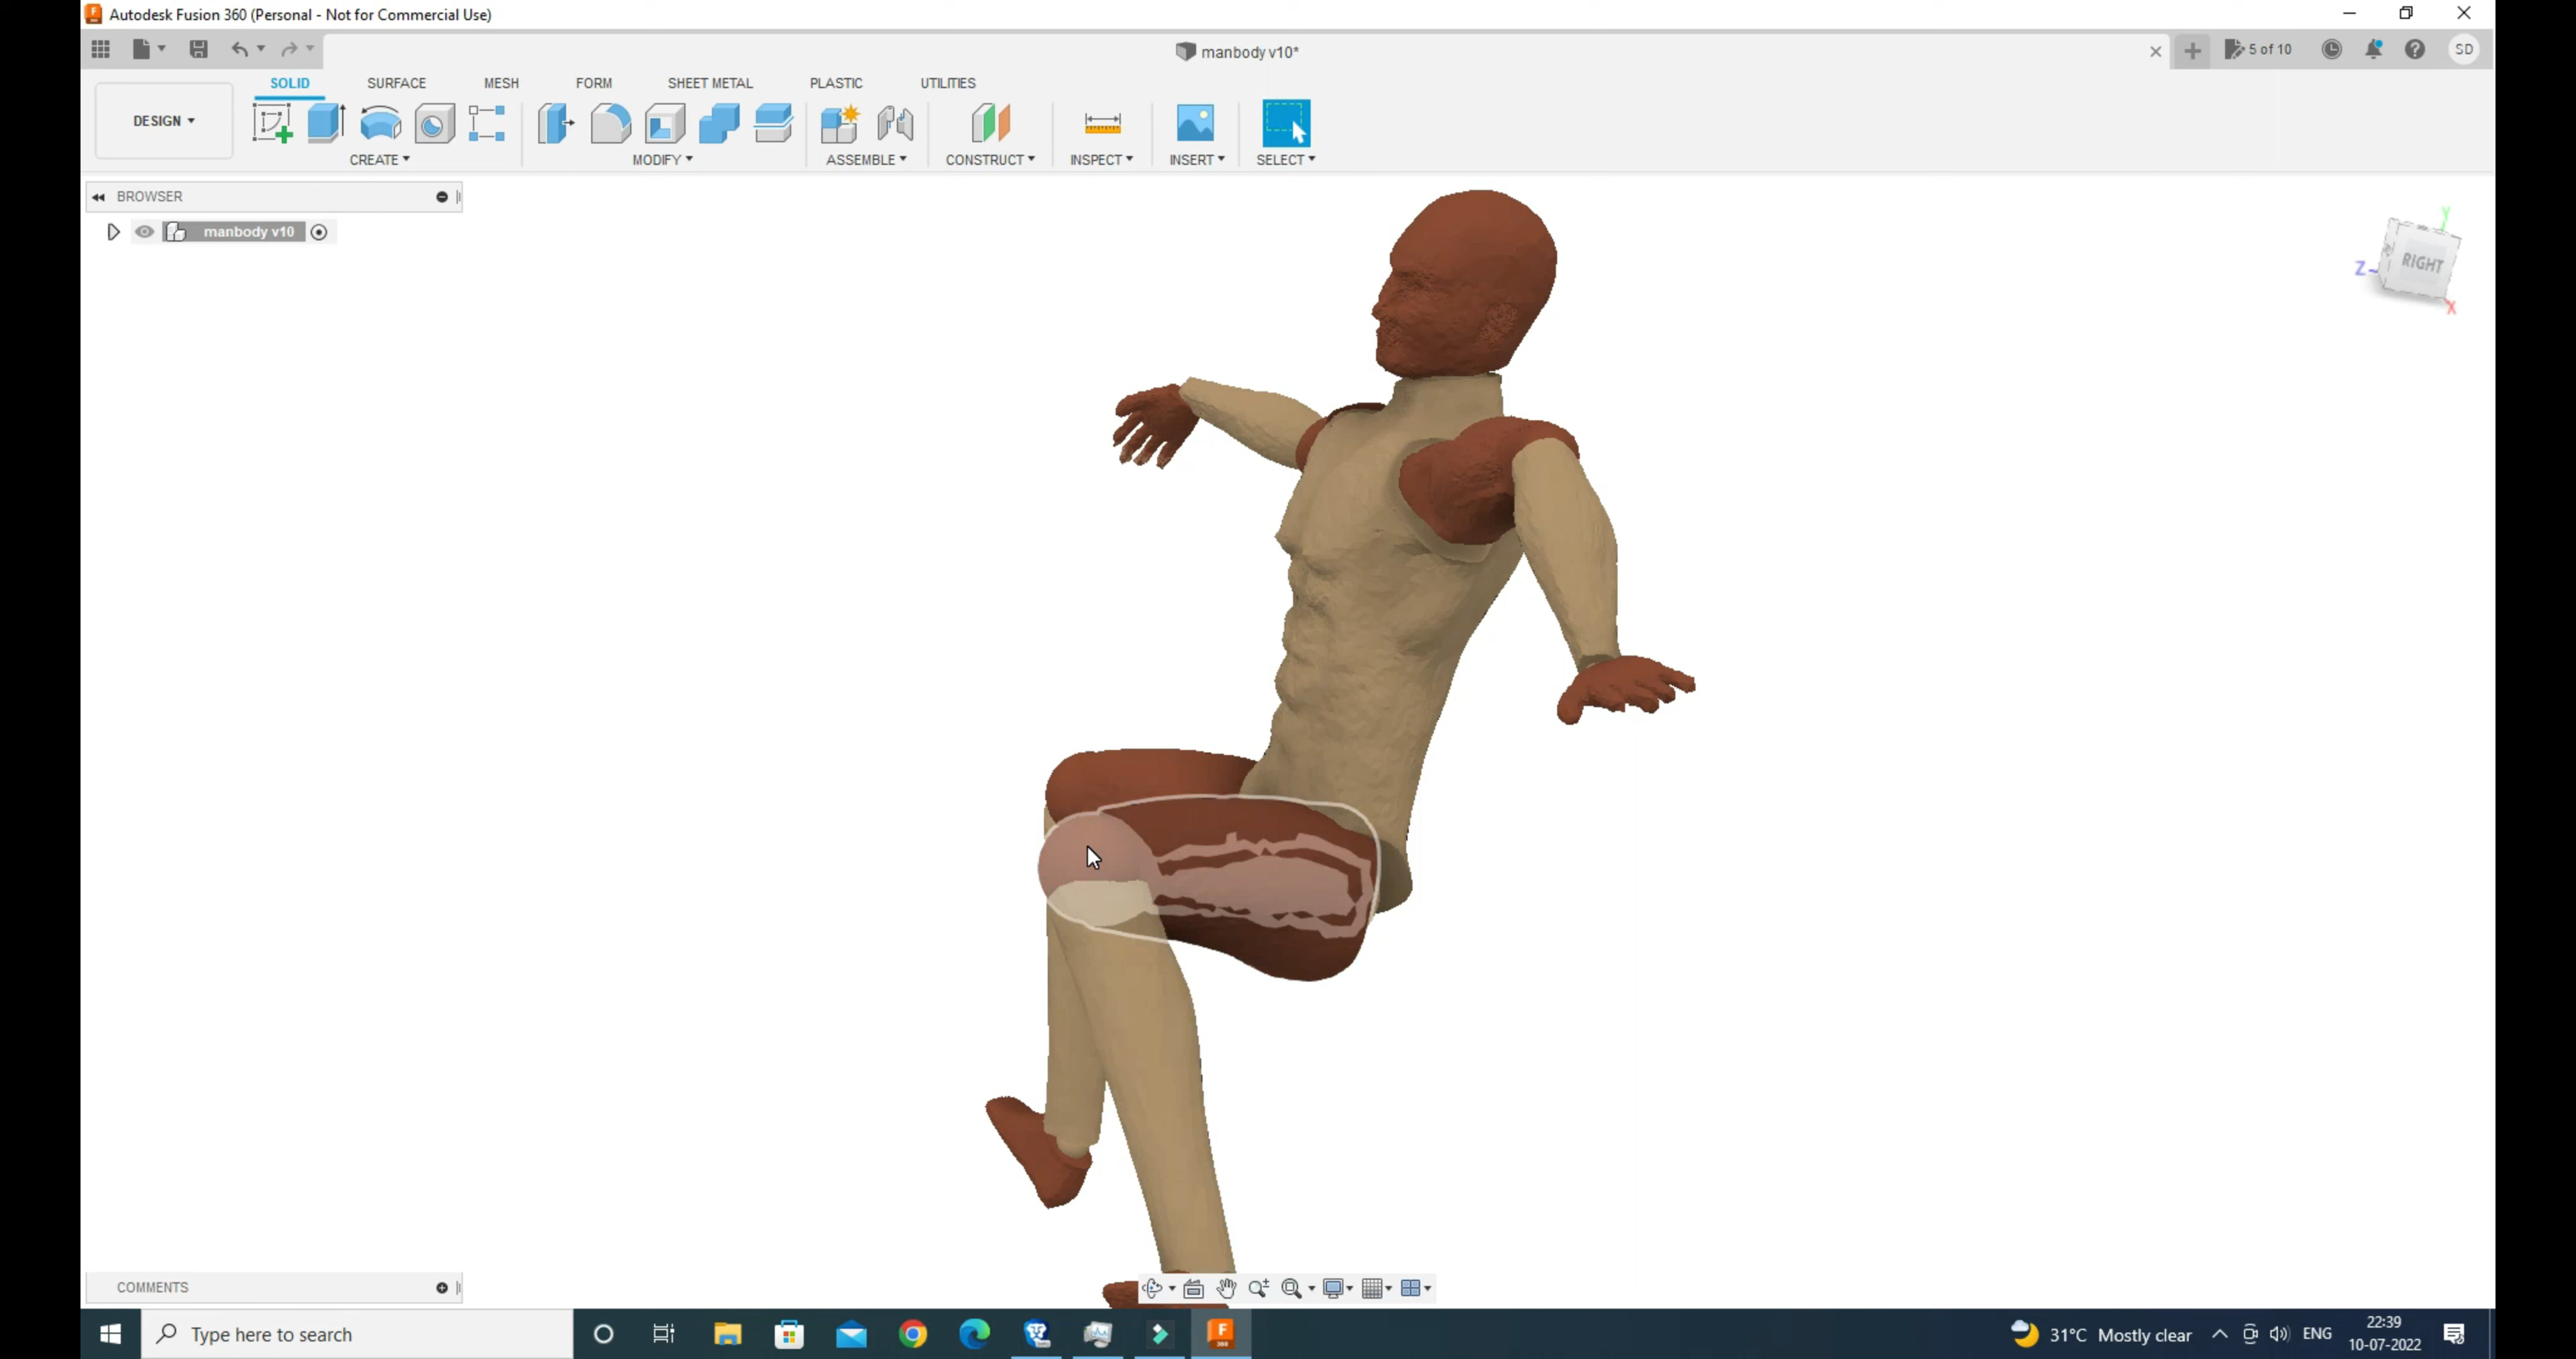 Autodesk Fusion 360 (Personal - Not for Commercial Use)
manbody v10*
5 of 10
SD
SOLID SURFACE MESH FORM SHEET METAL PLASTIC UTILITIES
DESIGN
CREATE MODIFY ASSEMBLE CONSTRUCT INSPECT INSERT SELECT
BROWSER
manbody v10
Y
Z
RIGHT
X
COMMENTS
Type here to search
F
360
31°C Mostly clear
ENG
22:39
10-07-2022